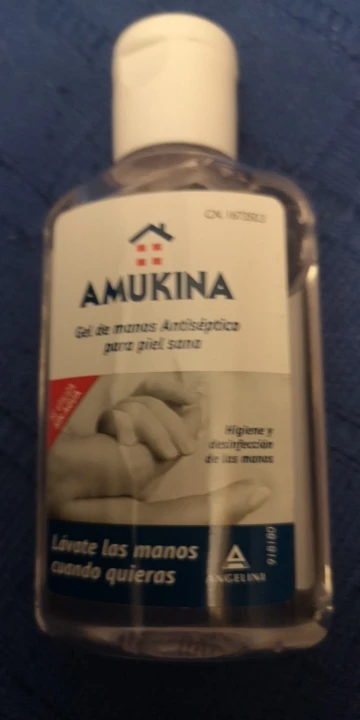 AMUKINA
Gel de manos Antiséptico
para piel sana
Higiene y
desinfección
de las manos
Lávate las manos
cuando quieras
ANGELINI
918180